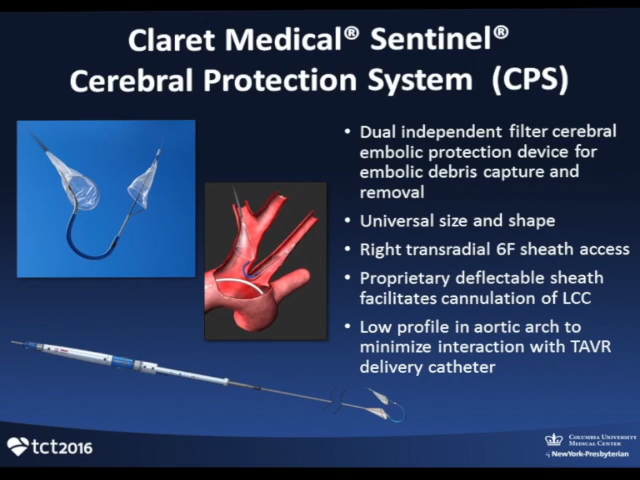 Claret Medical® Sentinel®
Cerebral Protection System (CPS)
• Dual independent filter cerebral
embolic protection device for
embolic debris capture and
removal
• Universal size and shape
• Right transradial 6F sheath access
• Proprietary deflectable sheath
facilitates cannulation of LCC
• Low profile in aortic arch to
minimize interaction with TAVR
delivery catheter
tct2016
Columbia University
Medical Center
NewYork-Presbyterian